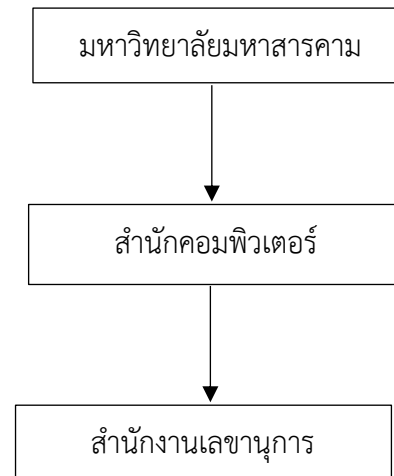 มหาวิทยาลัยมหาสารคาม
สำนักคอมพิวเตอร์
สำนักงานเลขานุการ